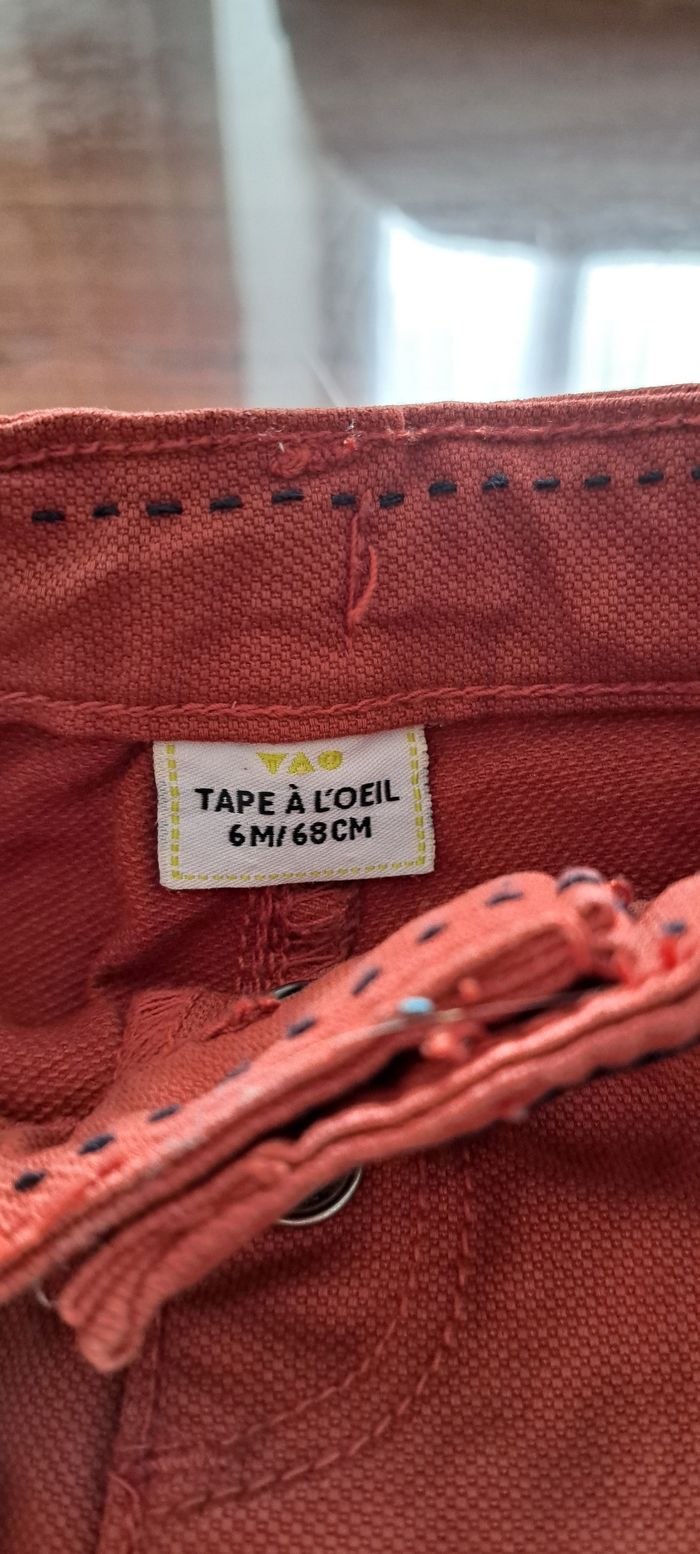 TAO
TAPE À L'OEIL
6M/68CM